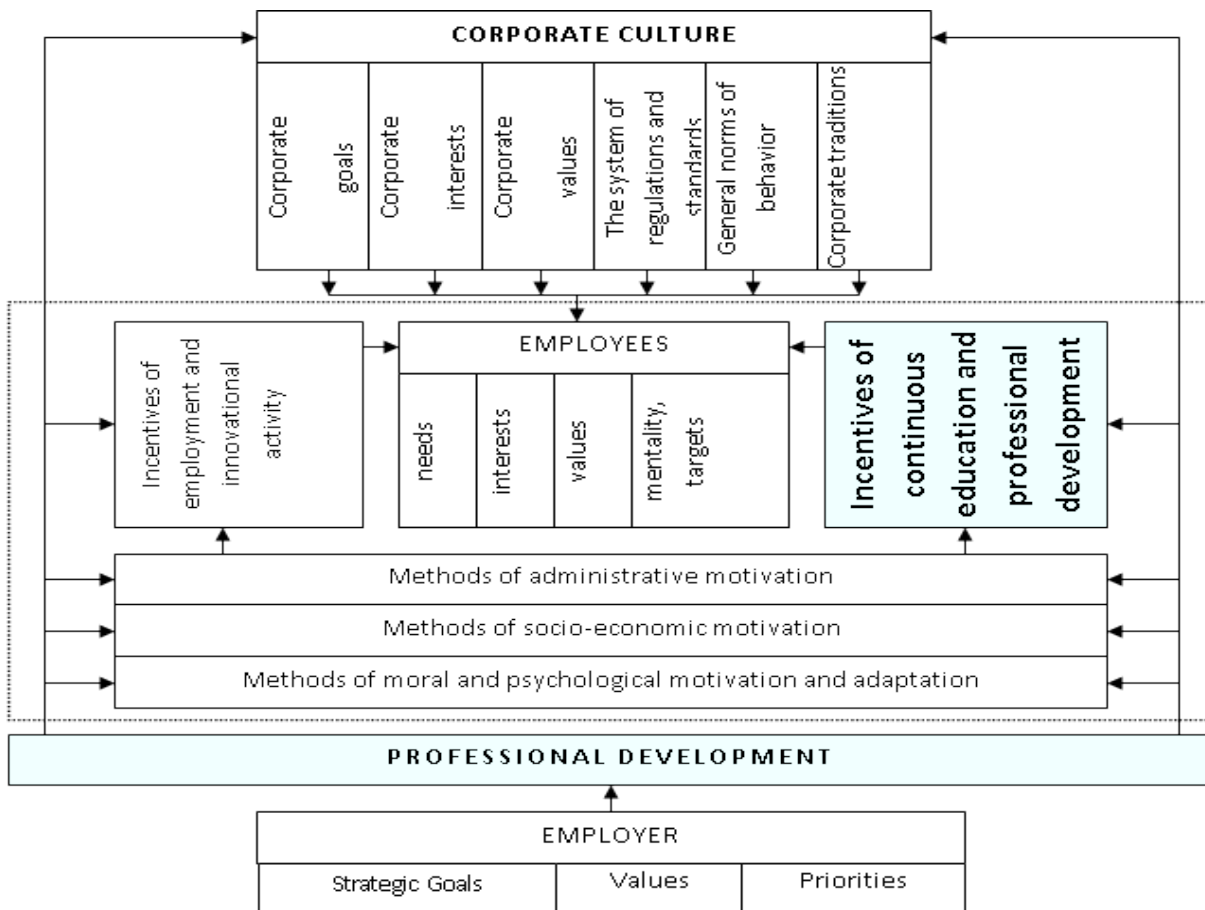 CORPORATE CULTURE
Corporate
goals
Corporate
interests
Corporate
values
The system of
regulations and
standards
General norms of
behavior
Corporate traditions
Incentives of
employment and
innovational
activity
EMPLOYEES
needs
interests
values
mentality,
targets
Incentives of
continuous
education and
professional
development
Methods of administrative motivation
Methods of socio-economic motivation
Methods of moral and psychological motivation and adaptation
PROFESSIONAL DEVELOPMENT
EMPLOYER
Strategic Goals
Values
Priorities